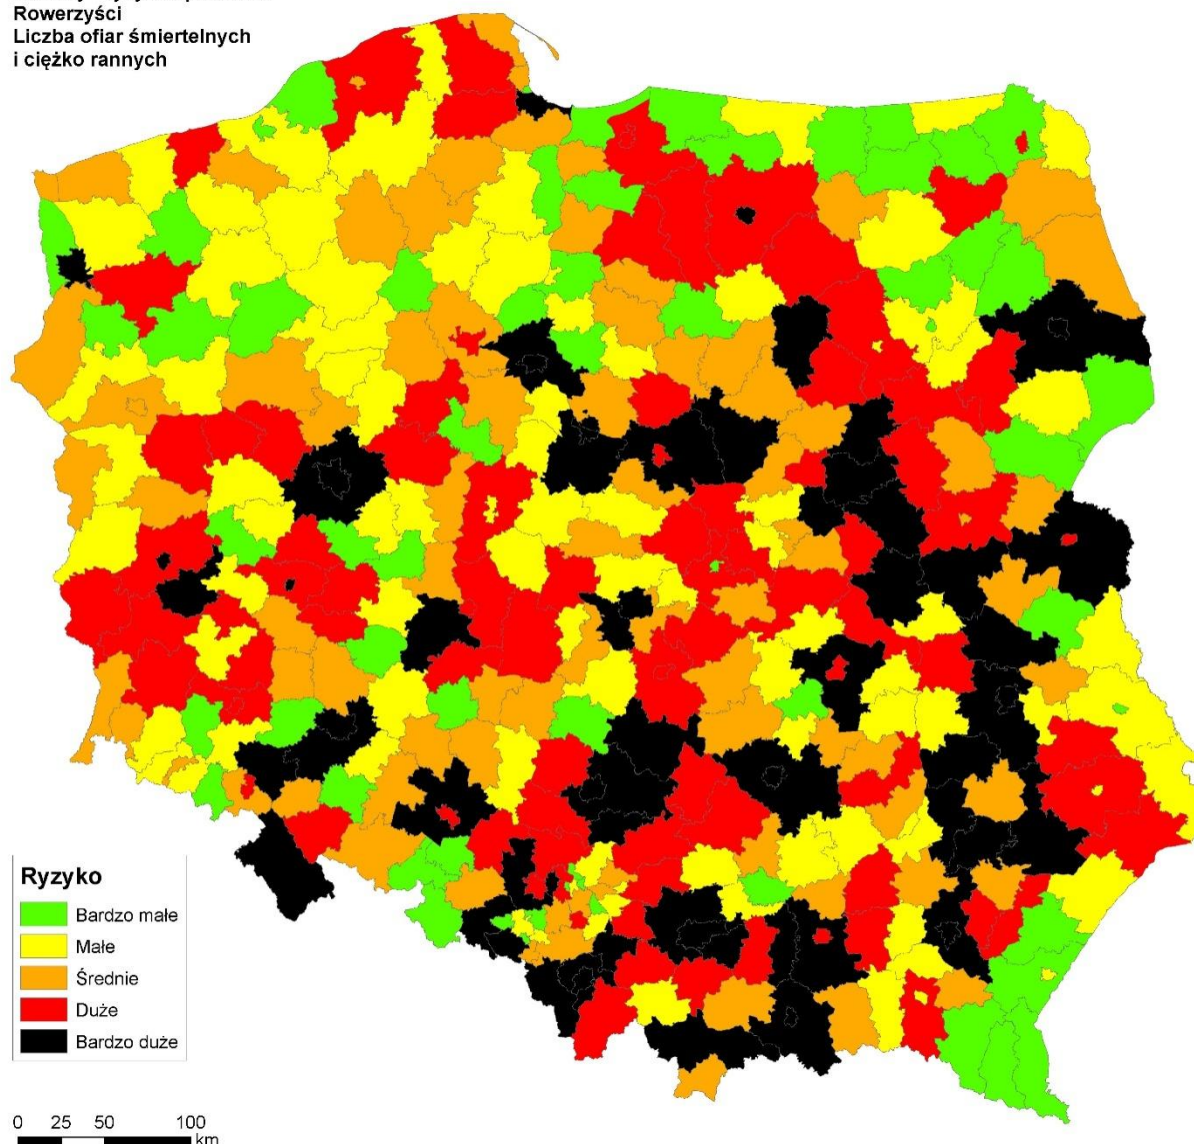 Rowerzyści
Liczba ofiar śmiertelnych
i ciężko rannych
Ryzyko
Bardzo małe
Małe
Średnie
Duże
Bardzo duże
0 25 50 100
km